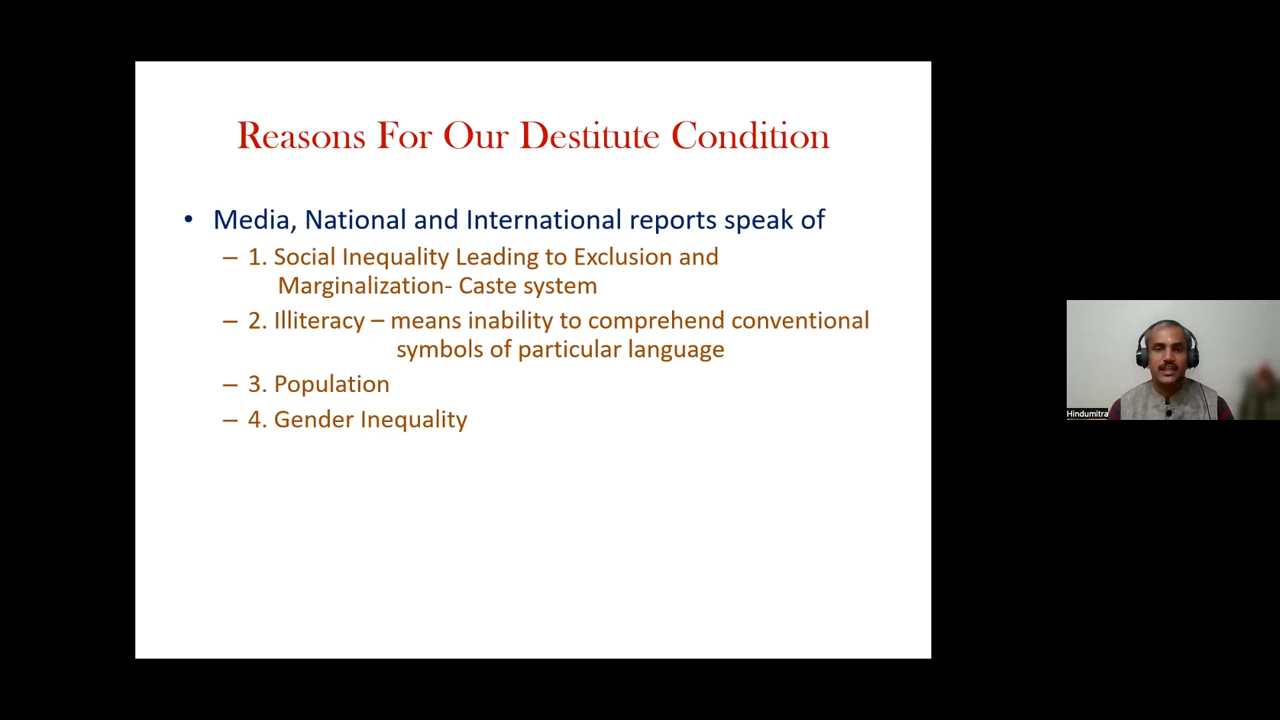 Reasons For Our Destitute Condition
• Media, National and International reports speak of
– 1. Social Inequality Leading to Exclusion and
Marginalization- Caste system
– 2. Illiteracy – means inability to comprehend conventional
symbols of particular language
– 3. Population
– 4. Gender Inequality
Hindumitra